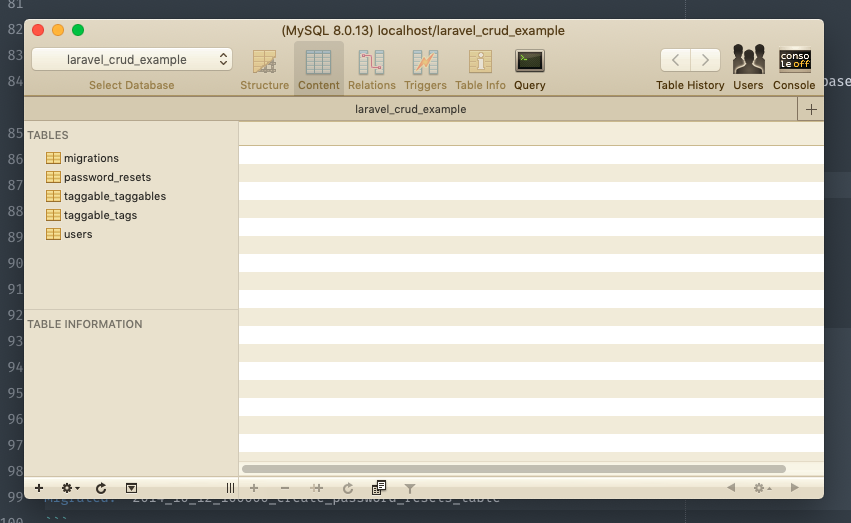 81
82
83
84
base
85
86
87
88
89
90
91
92
93
94
95
96
97
98
99
100
(MySQL 8.0.13) localhost/laravel_crud_example
laravel_crud_example
Select Database
Structure
Content
Relations
Triggers
Table Info
Query
Table History
Users
conso
le off
Console
laravel_crud_example
TABLES
migrations
password_resets
taggable_taggables
taggable_tags
users
TABLE INFORMATION
Migrated: 2014_10_12_100000_create_password_resets_table
```